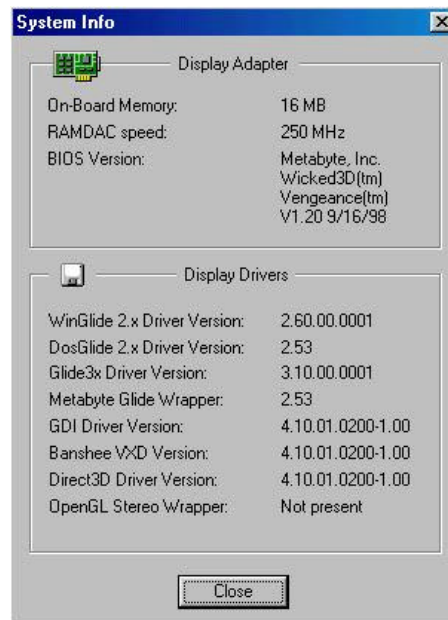 System Info
Display Adapter
On-Board Memory: 16 MB
RAMDAC speed: 250 MHz
BIOS Version: Metabyte, Inc.
Wicked3D(tm)
Vengeance(tm)
V1.20 9/16/98
Display Drivers
WinGlide 2.x Driver Version: 2.60.00.0001
DosGlide 2.x Driver Version: 2.53
Glide3x Driver Version: 3.10.00.0001
Metabyte Glide Wrapper: 2.53
GDI Driver Version: 4.10.01.0200-1.00
Banshee VXD Version: 4.10.01.0200-1.00
Direct3D Driver Version: 4.10.01.0200-1.00
OpenGL Stereo Wrapper: Not present
Close